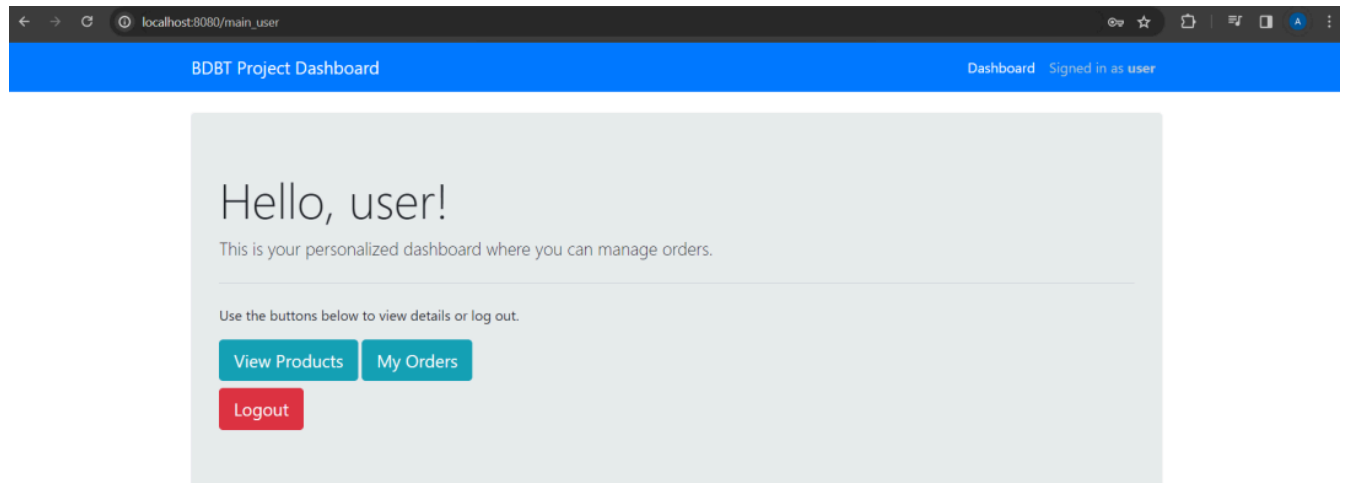 localhost:8080/main_user
A
BDBT Project Dashboard Dashboard Signed in as user
Hello, user!
This is your personalized dashboard where you can manage orders.
Use the buttons below to view details or log out.
View Products My Orders
Logout